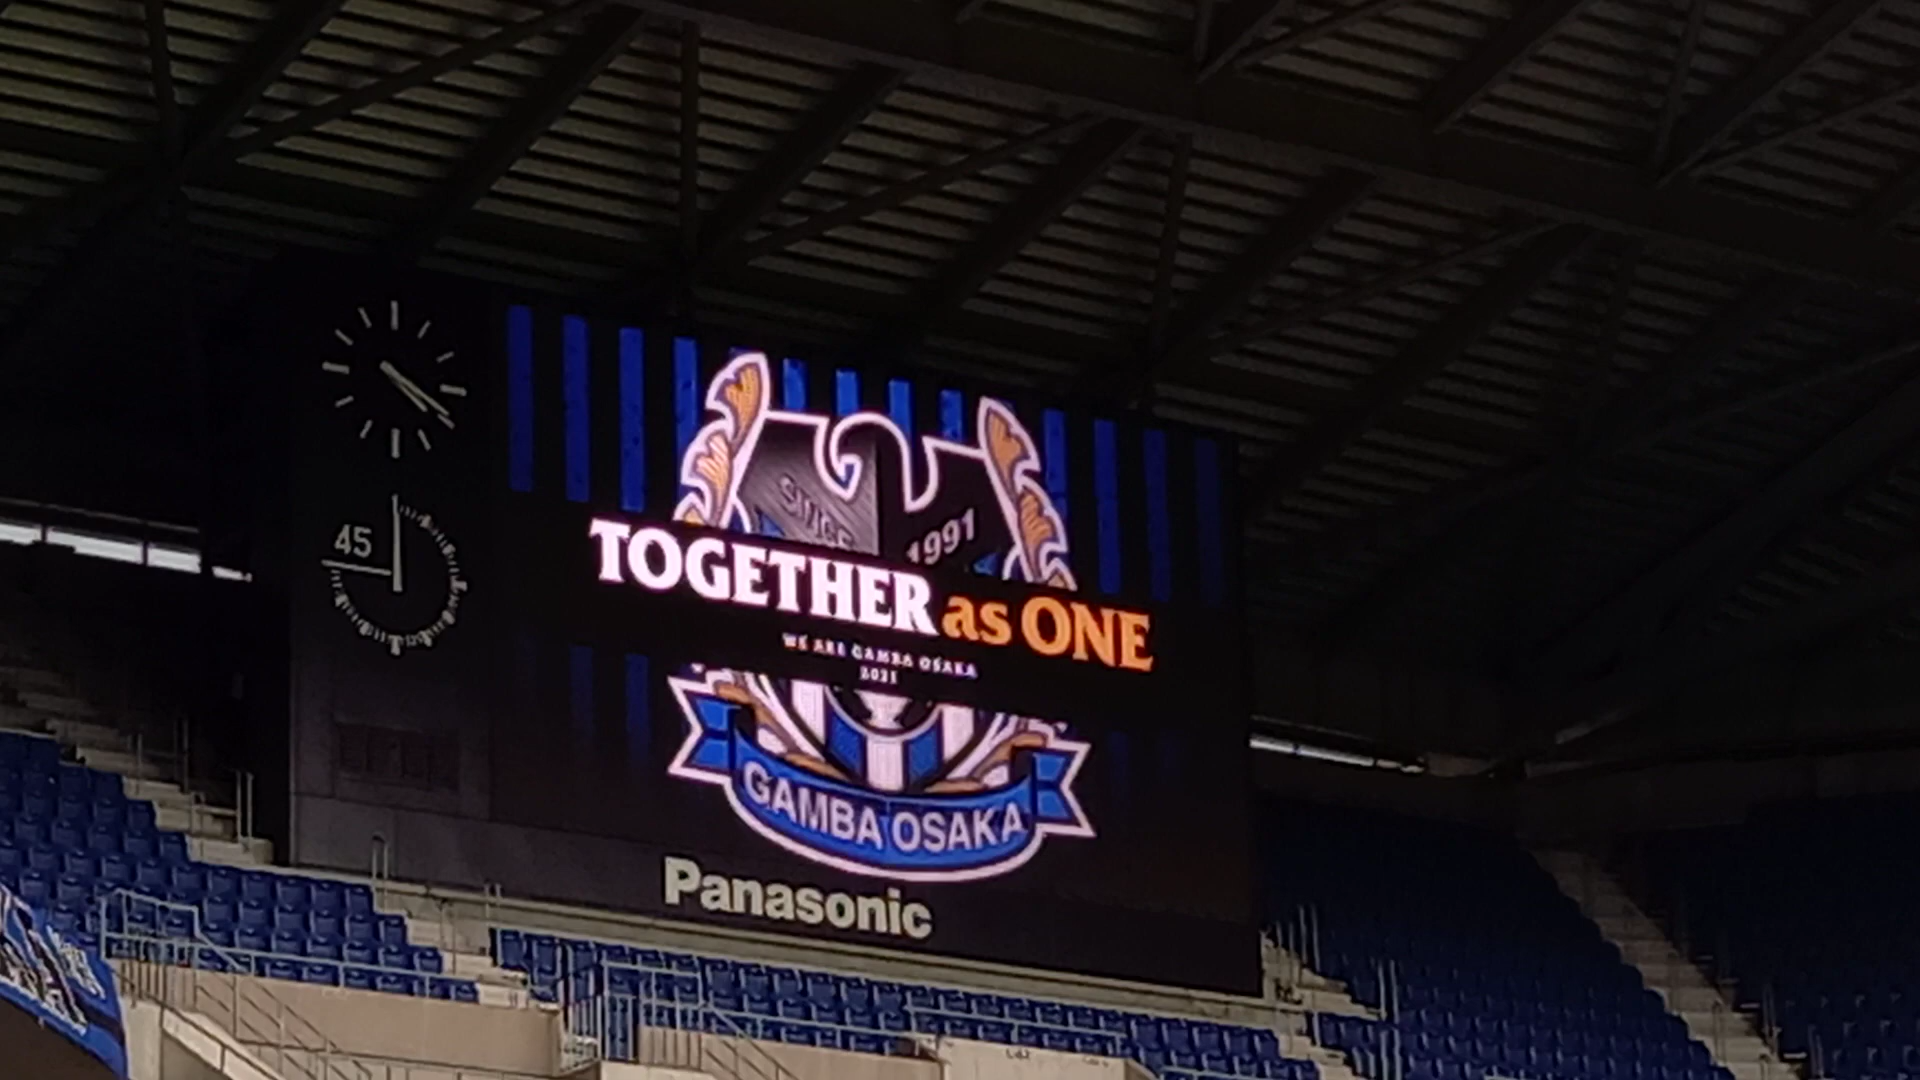 SINCE
1991
45
TOGETHER as ONE
WE ARE GAMBA OSAKA
2021
GAMBA OSAKA
Panasonic